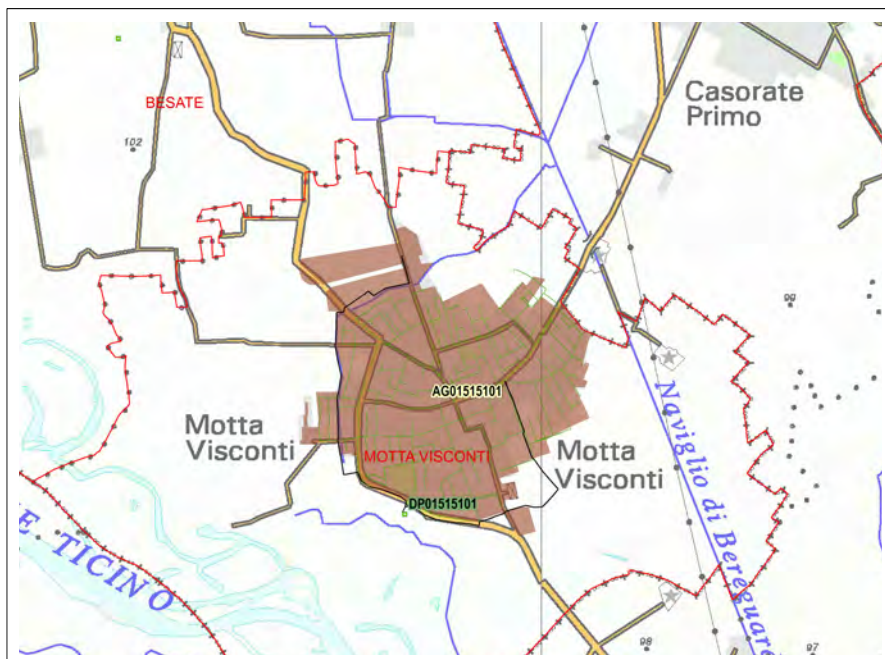 BESATE
102
Casorate
Primo
99
AG01515101
Motta
Visconti
MOTTA VISCONTI
Motta
Visconti
DP01515101
E TICINO
Naviglio di Bereguard
98
97